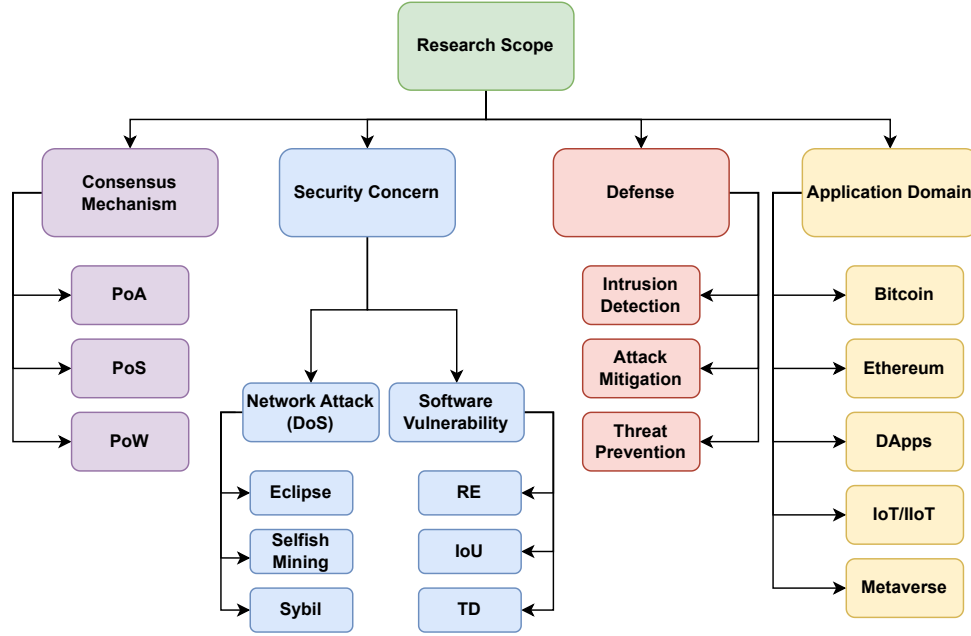 Research Scope
Consensus
Mechanism
Security Concern
Defense
Application Domain
PoA
PoS
PoW
Network Attack
(DoS)
Software
Vulnerability
Eclipse
Selfish
Mining
Sybil
RE
IoU
TD
Intrusion
Detection
Attack
Mitigation
Threat
Prevention
Bitcoin
Ethereum
DApps
IoT/IIoT
Metaverse